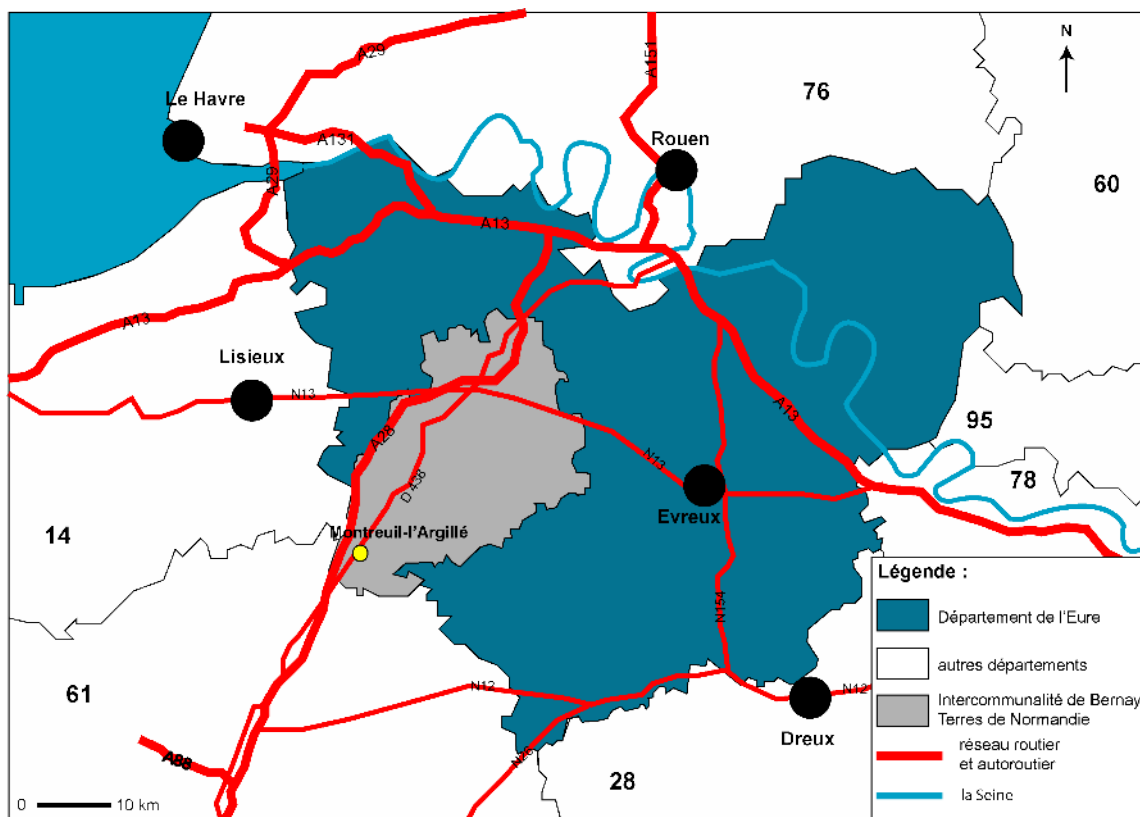 N
A29
A151
76
Le Havre
A131
Rouen
60
A29
A13
A13
Lisieux
N13
A28
A13
95
N13
D 438
78
Evreux
14
Montreuil-l'Argillé
N154
61
N12
N12
Dreux
A88
N26
28
0 10 km
Légende :
Département de l'Eure
autres départements
Intercommunalité de Bernay
Terres de Normandie
réseau routier
et autoroutier
la Seine